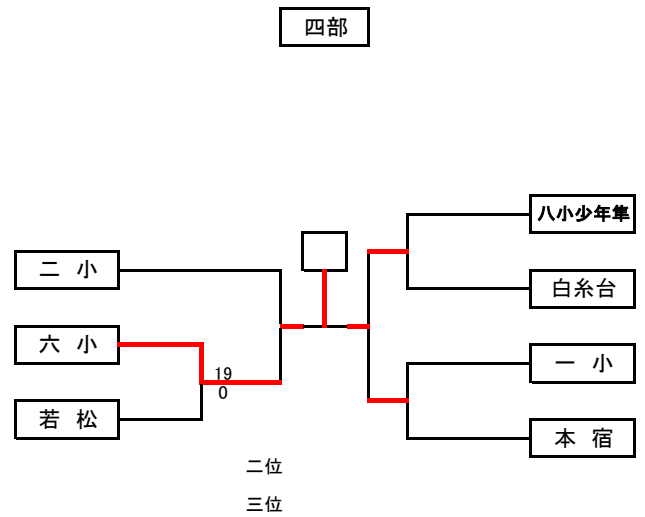 四部
八小少年隼
二 小
白糸台
六 小
一 小
19
0
若 松
本 宿
二位
三位